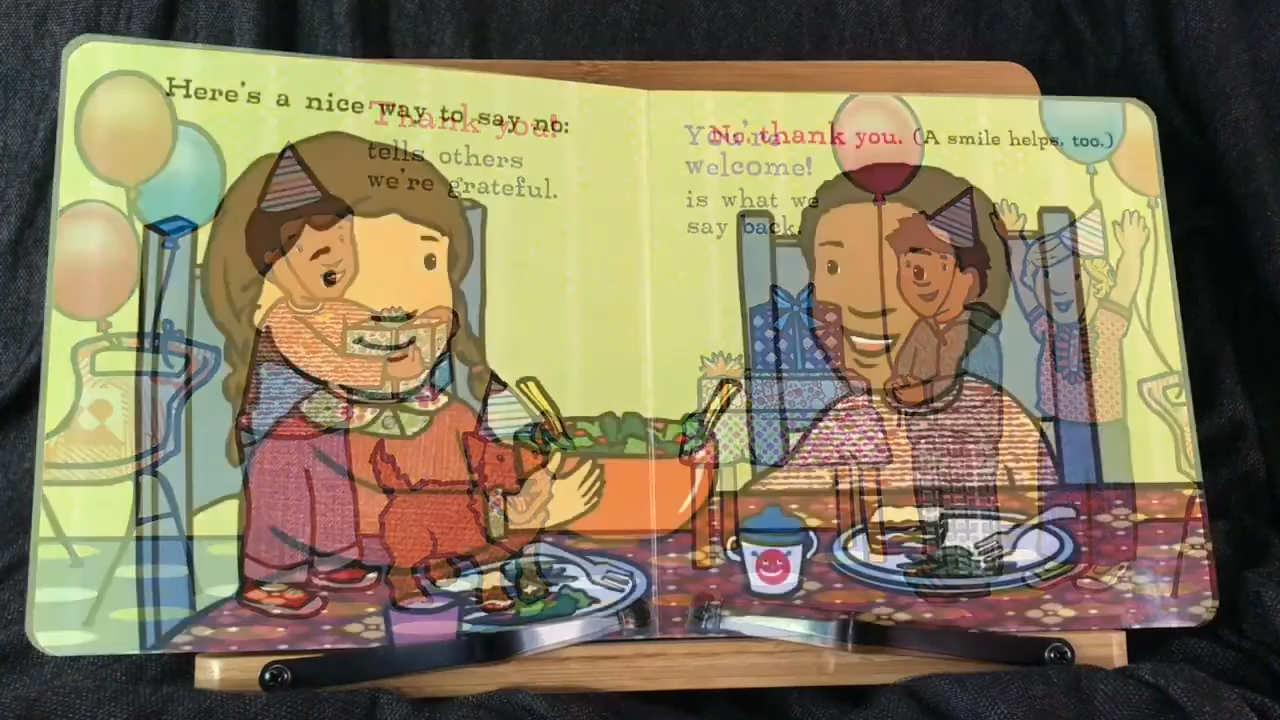 Here's a nice way to say no:
Thank you!
tells others
we're grateful.
No, thank you. (A smile helps, too.)
You're
welcome!
is what we
say back.